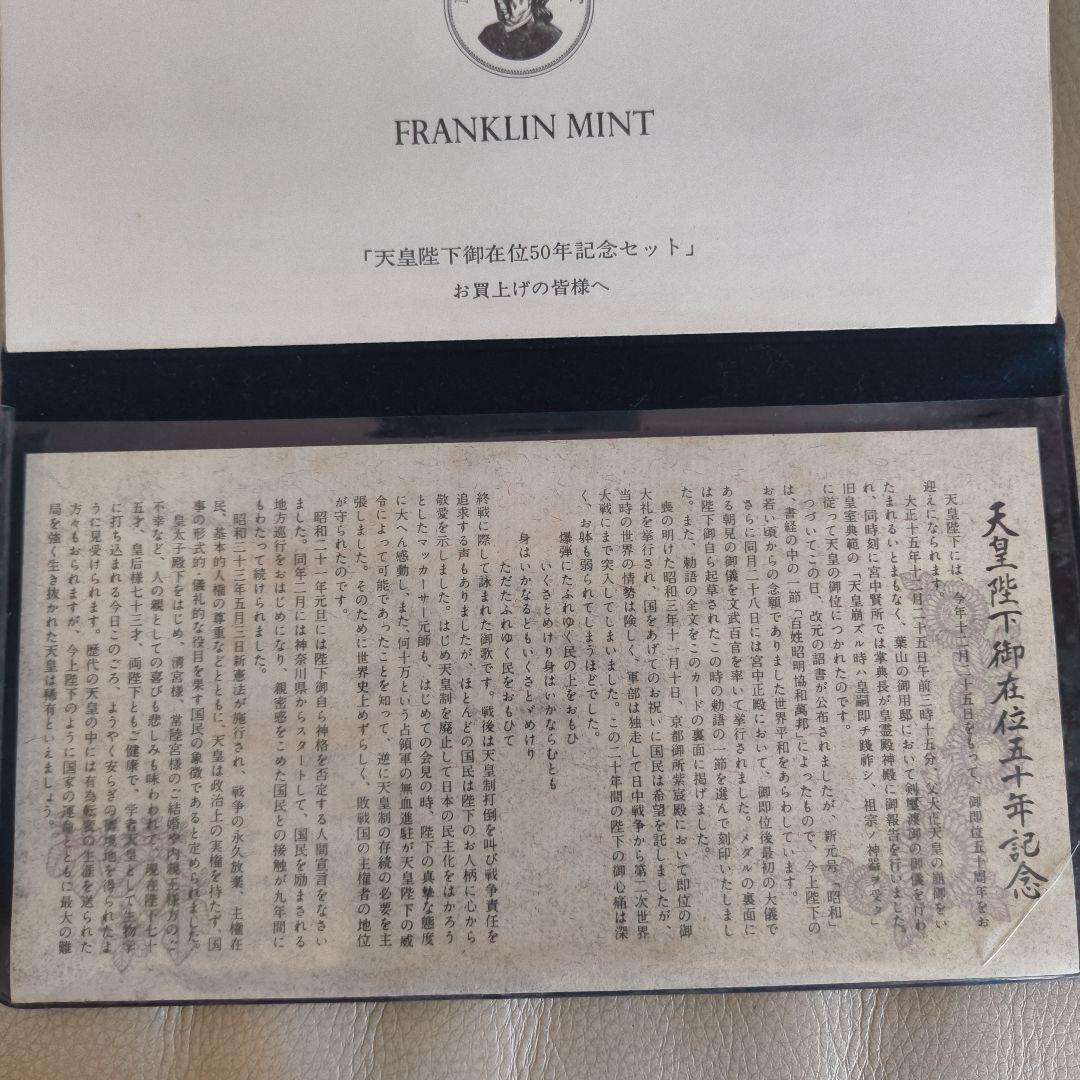 FRANKLIN MINT
「天皇陛下御在位50年記念セット」
お買上げの皆様へ
天皇陛下御在位五十年記念
天皇陛下には、今年十二月二十五日をもって、御即位五十周年をお
迎えになられます。
大正十五年十二月二十五日午前三時十五分、父大正天皇の崩御をい
たまれるいとまもなく、葉山の御用邸において剣璽渡御の御儀を行わ
れ、同時刻に宮中賢所では掌典長が皇霊殿神殿に御報告を行いました。
旧皇室典範の「天皇崩ズル時ハ皇嗣即チ践祚シ、祖宗ノ神器ヲ受ク」
に従って天皇の御位につかれたのです。
つづいてこの日、改元の詔書が公布されましたが、新元号「昭和」
は、書経の中の一節「百姓昭明協和萬邦」によったもので、今上陛下の
お若い頃からの念願でありました世界平和をあらわしています。
さらに同月二十八日には宮中正殿において、御即位後最初の大儀で
ある朝見の御儀を文武百官を率いて挙行されました。メダルの裏面に
は陛下御自ら起草されたこの時の勅語の一節を選んで刻印いたしまし
た。また、勅語の全文をこのカードの裏面に掲げました。
喪の明けた昭和三年十一月十日、京都御所紫宸殿において即位の御
大礼を挙行され、国をあげてのお祝いに国民は希望を託しましたが、
当時の世界の情勢は険しく、軍部は独走して日中戦争から第二次世界
大戦にまで突入してしまいました。この二十年間の陛下の御心痛は深
く、お躰も弱られてしまうほどでした。
爆弾にたふれゆく民の上をおもひ
いくさとめけり身はいかならむとも
身はいかなるともいくさとゞめけり
ただたふれゆく民をおもひて
終戦に際して詠まれた御歌です。戦後は天皇制打倒を叫び戦争責任を
追求する声もありましたが、ほとんどの国民は陛下のお人柄に心から
敬愛を示しました。はじめ天皇制を廃止して日本の民主化をはかろう
としたマッカーサー元帥も、はじめての会見の時、陛下の真摯な態度
に大へん感動し、また、何十万という占領軍の無血進駐が天皇陛下の威
令によって可能であったことを知って、逆に天皇制の存続の必要を主
張しました。そのために世界史上めずらしく、敗戦国の主権者の地位
が守られたのです。
昭和二十一年元旦には陛下御自ら神格を否定する人間宣言をなさい
ました。同年二月には神奈川県からスタートして、国民を励まされる
地方巡行をおはじめになり、親密感をこめた国民との接触が九年間に
もわたって続けられました。
昭和二十三年五月三日新憲法が施行され、戦争の永久放棄、主権在
民、基本的人権の尊重などとともに、天皇は政治上の実権を持たず、国
事の形式的・儀礼的な役目を果す国民の象徴であると定められました。
皇太子殿下をはじめ、清宮様、常陸宮様のご結婚や内親王様方のご
不幸など、人の親としての喜びも悲しみも味わわれて、現在陛下七十
五才、皇后様七十三才、両陛下ともご健康で、学者天皇として生物学
に打ち込まれる今日このごろ、ようやく安らぎの御境地を得られたよ
うに見受けられます。歴代の天皇の中には有為転変の生涯を送られた
方々もおられますが、今上陛下のように国家の運命とともに最大の難
局を強く生き抜かれた天皇は稀有といえましょう。